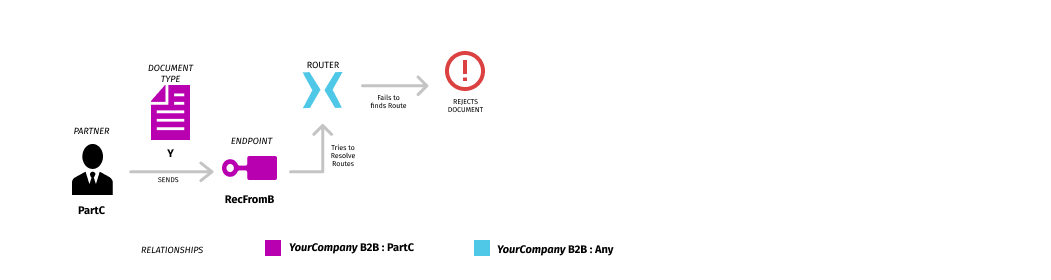 DOCUMENT
TYPE
ROUTER
Fails to
finds Route
REJECTS
DOCUMENT
PARTNER
Y
SENDS
ENDPOINT
Tries to
Resolve
Routes
PartC
RecFromB
RELATIONSHIPS
YourCompany B2B : PartC
YourCompany B2B : Any